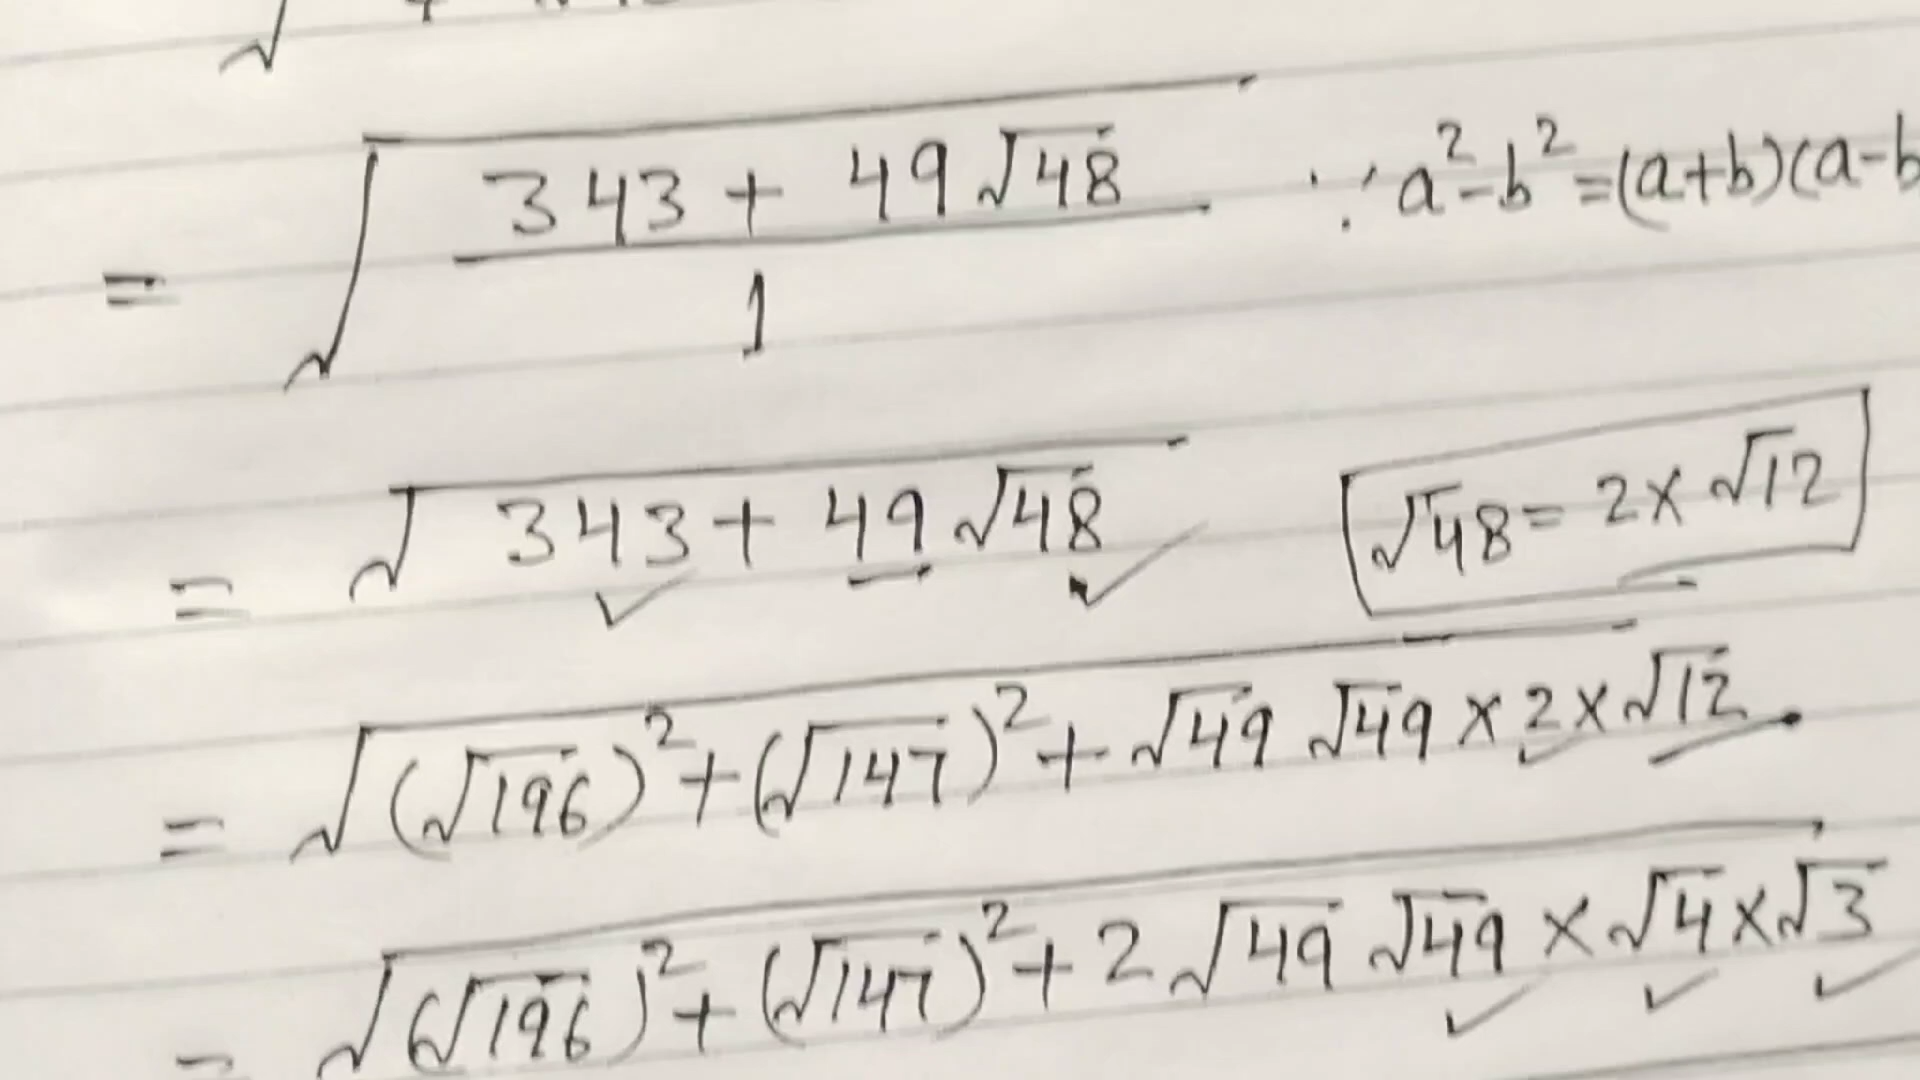 = √(343 + 49√48 / 1) ∵ a²-b² = (a+b)(a-b
= √(343 + 49√48) √48 = 2×√12
= √((√196)² + (√147)² + √49 √49 × 2 × √12)
= √((√196)² + (√147)² + 2√49 √49 × √4 × √3)